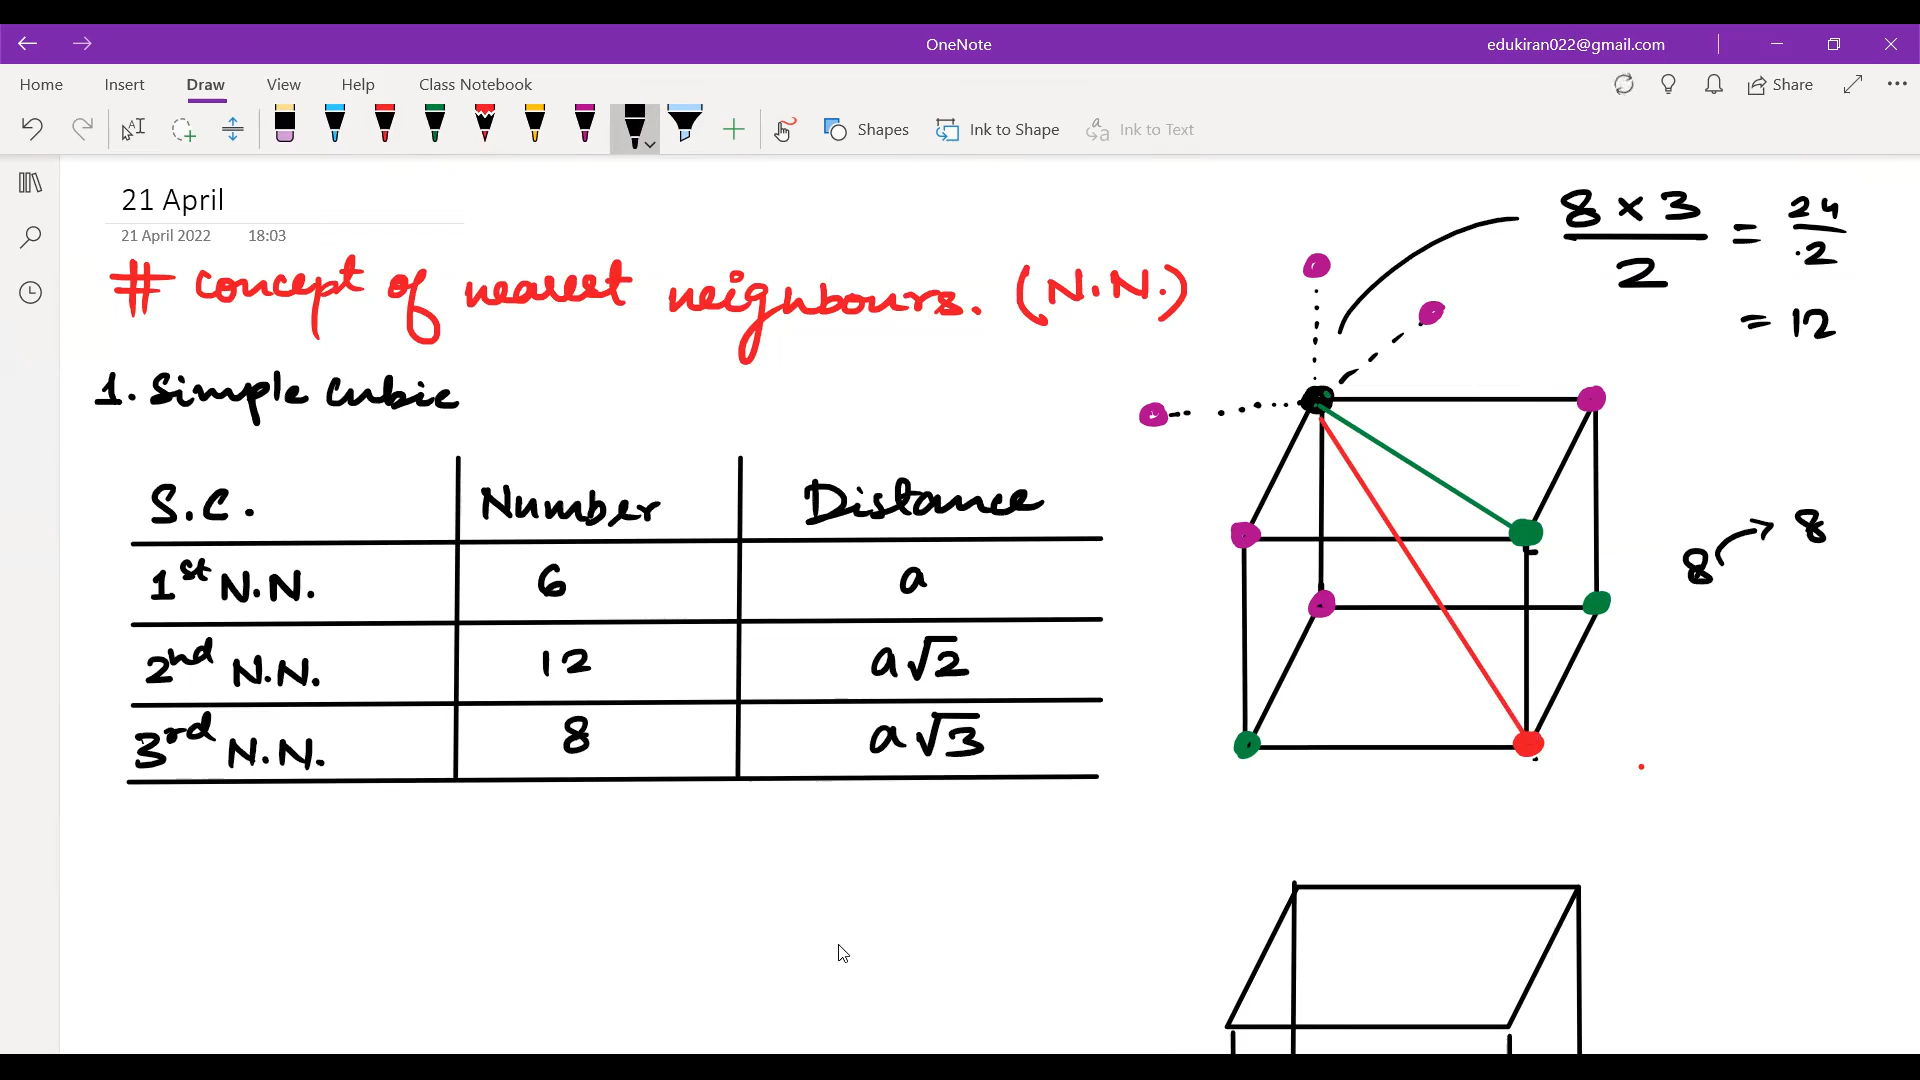 OneNote
edukiran022@gmail.com
Home Insert Draw View Help Class Notebook
Share
Shapes Ink to Shape Ink to Text
21 April
21 April 2022 18:03
# concept of nearest neighbours. (N.N.)
8 × 3 / 2 = 24 / 2
= 12
1. Simple cubic
S.C. Number Distance
1st N.N. 6 a
2nd N.N. 12 a√2
3rd N.N. 8 a√3
8 → 8